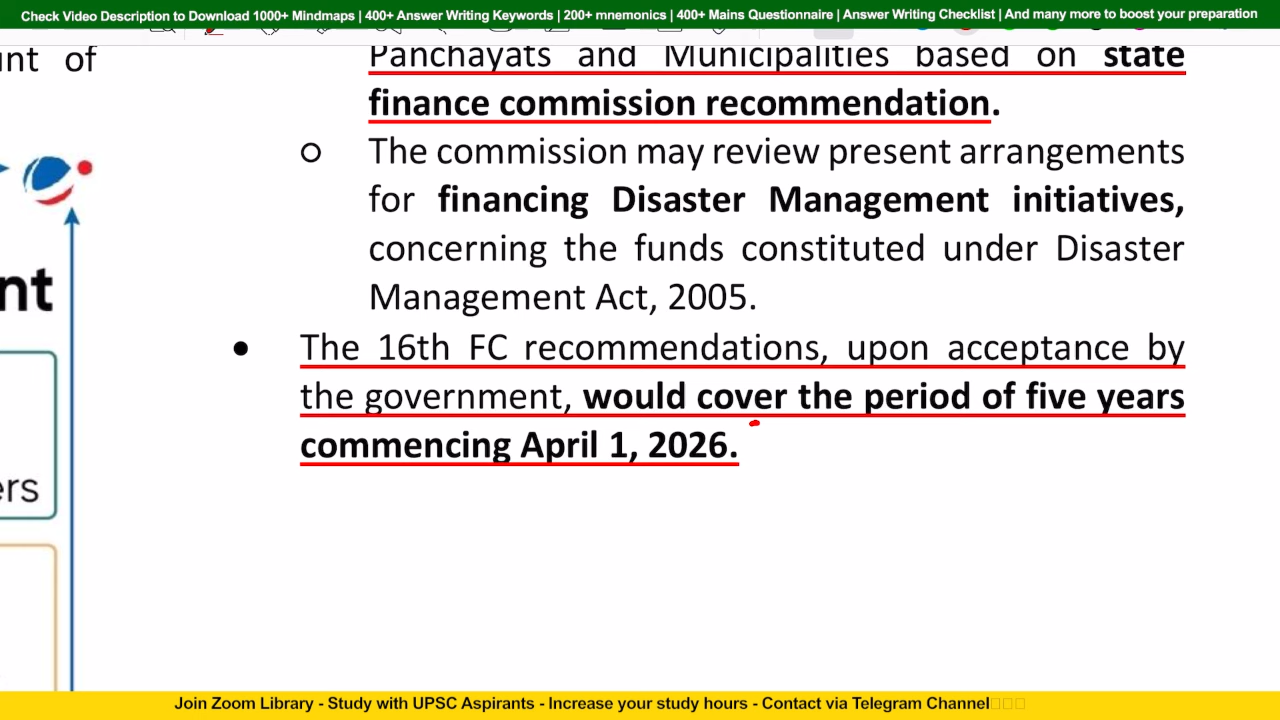 Check Video Description to Download 1000+ Mindmaps | 400+ Answer Writing Keywords | 200+ mnemonics | 400+ Mains Questionnaire | Answer Writing Checklist | And many more to boost your preparation
of
Panchayats and Municipalities based on state
finance commission recommendation.
o The commission may review present arrangements
for financing Disaster Management initiatives,
concerning the funds constituted under Disaster
Management Act, 2005.
nt
• The 16th FC recommendations, upon acceptance by
the government, would cover the period of five years
commencing April 1, 2026.
ers
Join Zoom Library - Study with UPSC Aspirants - Increase your study hours - Contact via Telegram Channel